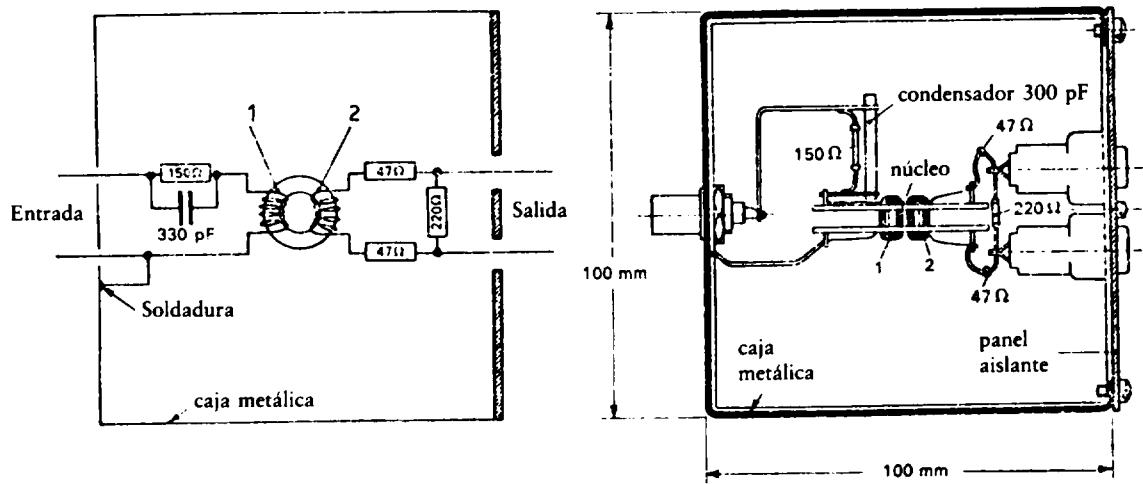 1
2
150Ω
330 pF
47Ω
47Ω
220Ω
Entrada
Salida
Soldadura
caja metálica
condensador 300 pF
150Ω
núcleo
47Ω
220Ω
47Ω
1
2
100 mm
caja
metálica
panel
aislante
100 mm